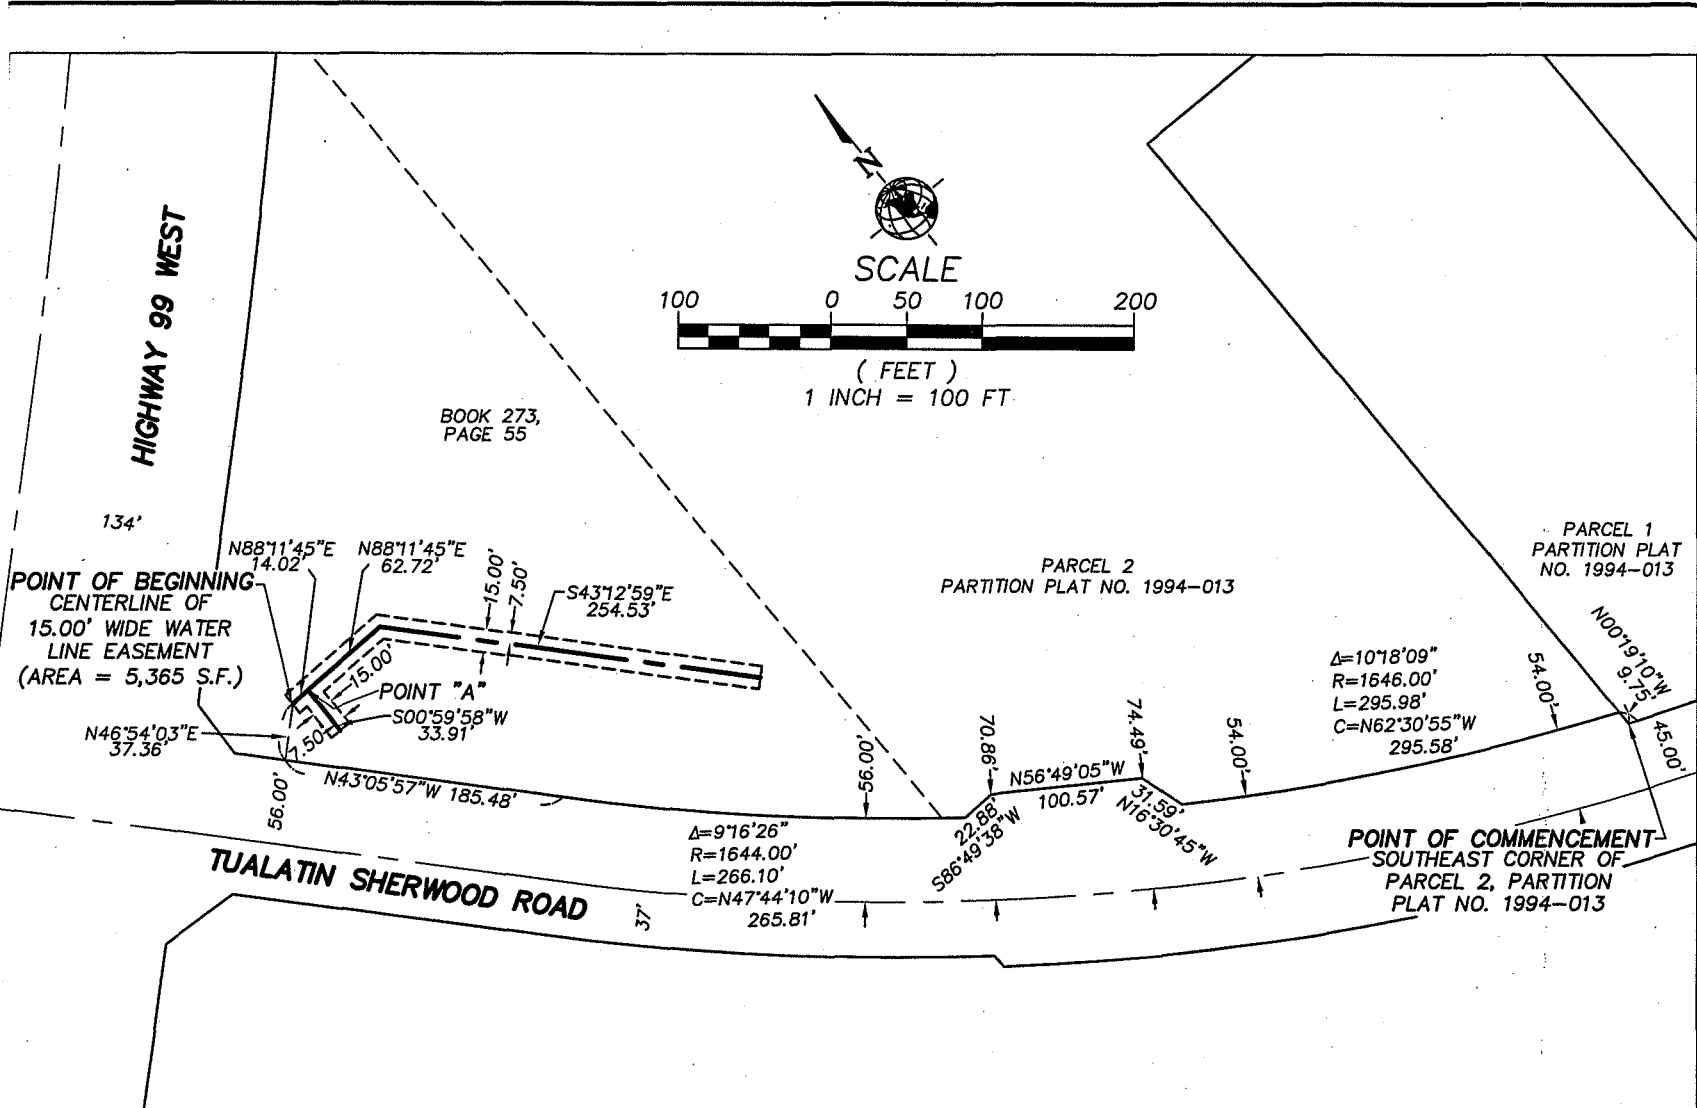 N
SCALE
100 0 50 100 200
( FEET )
1 INCH = 100 FT
HIGHWAY 99 WEST
134'
BOOK 273,
PAGE 55
PARCEL 2
PARTITION PLAT NO. 1994-013
PARCEL 1
PARTITION PLAT
NO. 1994-013
N88°11'45"E
14.02'
N88°11'45"E
62.72'
15.00'
7.50'
S43°12'59"E
254.53'
POINT OF BEGINNING
CENTERLINE OF
15.00' WIDE WATER
LINE EASEMENT
(AREA = 5,365 S.F.)
15.00'
POINT "A"
S00°59'58"W
33.91'
7.50'
N46°54'03"E
37.36'
56.00'
N43°05'57"W 185.48'
56.00'
70.86'
74.49'
54.00'
N56°49'05"W
100.57'
22.88'
S86°49'38"W
31.59'
N16°30'45"W
Δ=10°18'09"
R=1646.00'
L=295.98'
C=N62°30'55"W
295.58'
54.00'
N00°19'10"W
9.75'
45.00'
Δ=9°16'26"
R=1644.00'
L=266.10'
C=N47°44'10"W
265.81'
TUALATIN SHERWOOD ROAD
37'
POINT OF COMMENCEMENT
SOUTHEAST CORNER OF
PARCEL 2, PARTITION
PLAT NO. 1994-013